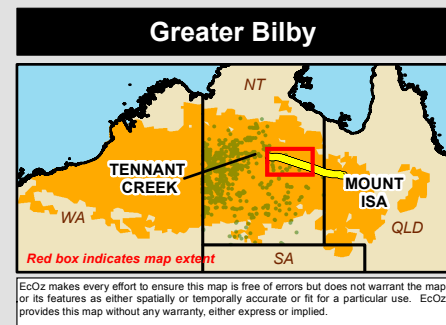 Greater Bilby
NT
TENNANT
CREEK
MOUNT
ISA
WA
QLD
Red box indicates map extent
SA
EcOz makes every effort to ensure this map is free of errors but does not warrant the map
or its features as either spatially or temporally accurate or fit for a particular use. EcOz
provides this map without any warranty, either express or implied.